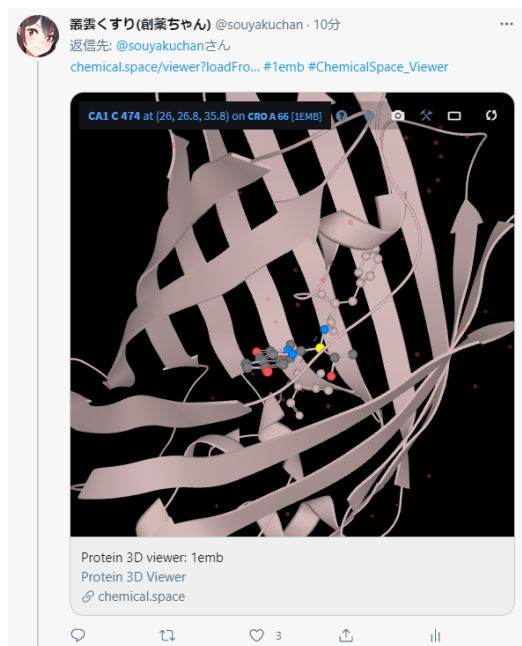 叢雲くすり(創薬ちゃん) @souyakuchan · 10分
返信先: @souyakuchanさん
chemical.space/viewer?loadFro... #1emb #ChemicalSpace_Viewer
CA1 C 474 at (26, 26.8, 35.8) on CRO A 66 [1EMB]
Protein 3D viewer: 1emb
Protein 3D Viewer
chemical.space
3